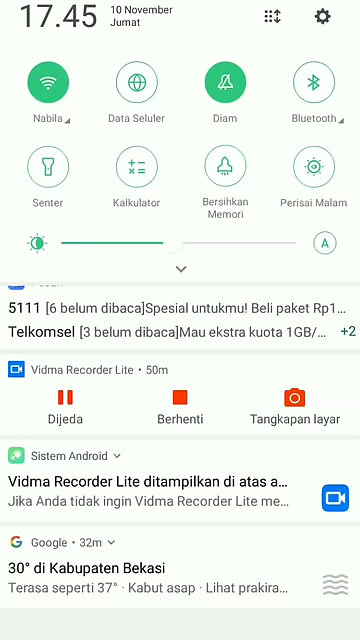 17.45
10 November
Jumat
Nabila
Data Seluler
Diam
Bluetooth
Senter
Kalkulator
Bersihkan
Memori
Perisai Malam
A
5111 [6 belum dibaca]Spesial untukmu! Beli paket Rp1...
Telkomsel [3 belum dibaca]Mau ekstra kuota 1GB/... +2
Vidma Recorder Lite • 50m
Dijeda
Berhenti
Tangkapan layar
Sistem Android
Vidma Recorder Lite ditampilkan di atas a...
Jika Anda tidak ingin Vidma Recorder Lite me...
Google • 32m
30° di Kabupaten Bekasi
Terasa seperti 37° · Kabut asap · Lihat prakira...